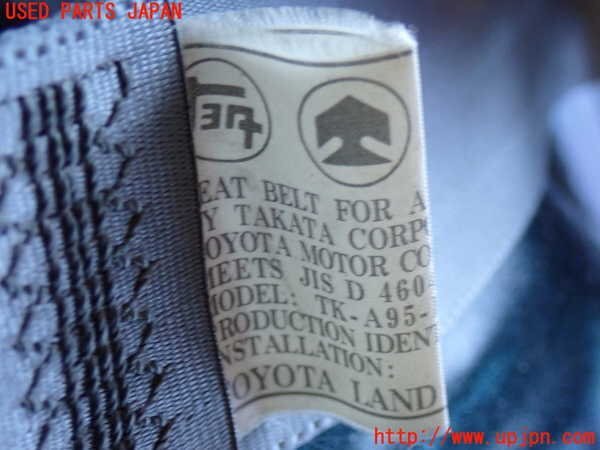 USED PARTS JAPAN
EAT BELT FOR A
Y TAKATA CORP
OYOTA MOTOR CO
MEETS JIS D 460
MODEL: TK-A95-
RODUCTION IDENT
NSTALLATION:
OYOTA LAND
http://www.upjpn.com